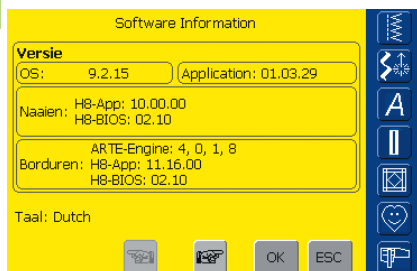 Software Information
Versie
OS: 9.2.15 Application: 01.03.29
Naaien: H8-App: 10.00.00
H8-BIOS: 02.10
ARTE-Engine: 4, 0, 1, 8
Borduren: H8-App: 11.16.00
H8-BIOS: 02.10
Taal: Dutch
OK ESC
A